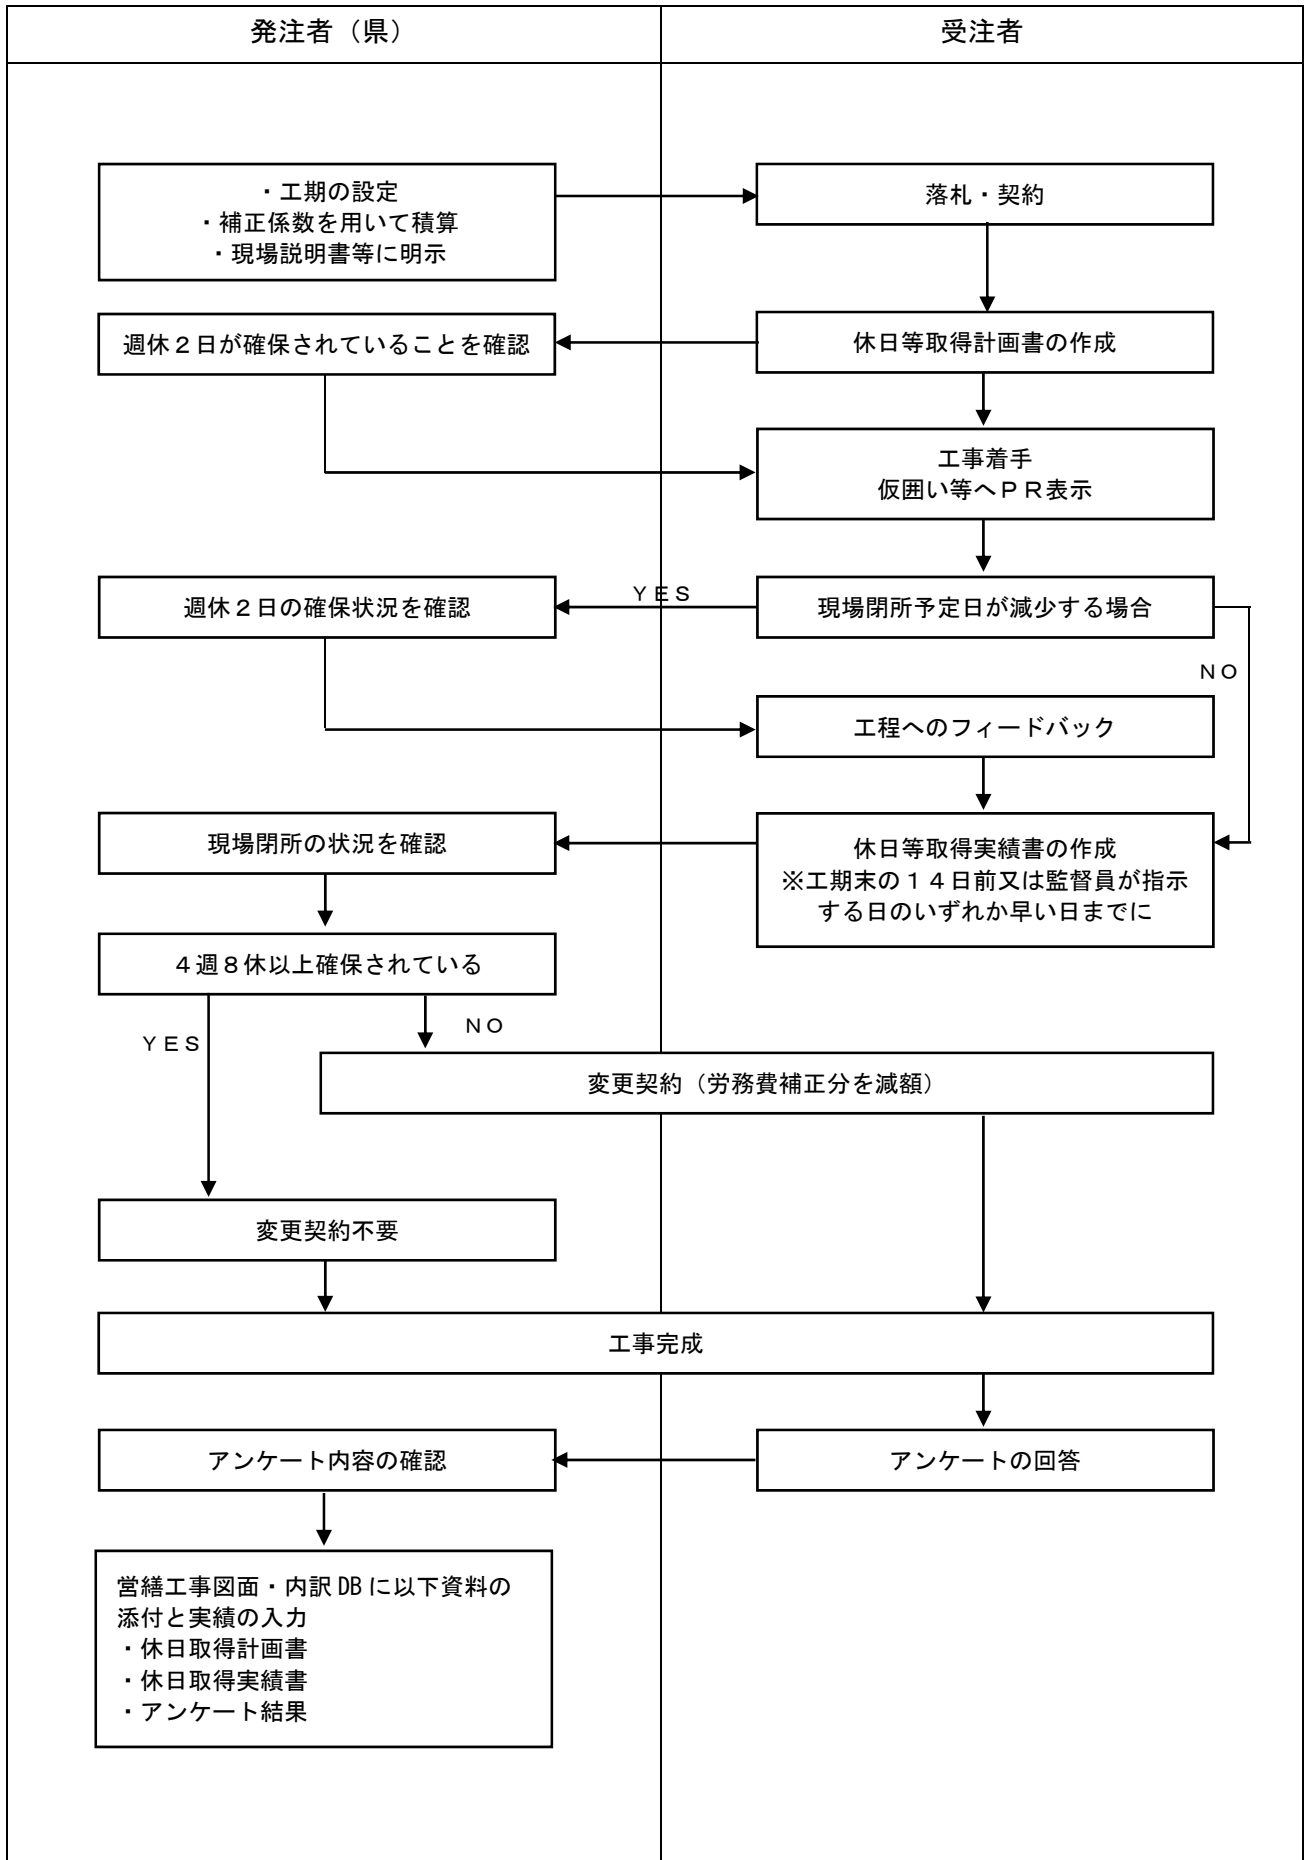 発注者（県）
受注者
・工期の設定
・補正係数を用いて積算
・現場説明書等に明示
落札・契約
週休２日が確保されていることを確認
休日等取得計画書の作成
工事着手
仮囲い等へＰＲ表示
週休２日の確保状況を確認
ＹＥＳ
現場閉所予定日が減少する場合
ＮＯ
工程へのフィードバック
現場閉所の状況を確認
休日等取得実績書の作成
※工期末の１４日前又は監督員が指示
する日のいずれか早い日までに
４週８休以上確保されている
ＹＥＳ
ＮＯ
変更契約（労務費補正分を減額）
変更契約不要
工事完成
アンケート内容の確認
アンケートの回答
営繕工事図面・内訳 DB に以下資料の
添付と実績の入力
・休日取得計画書
・休日取得実績書
・アンケート結果